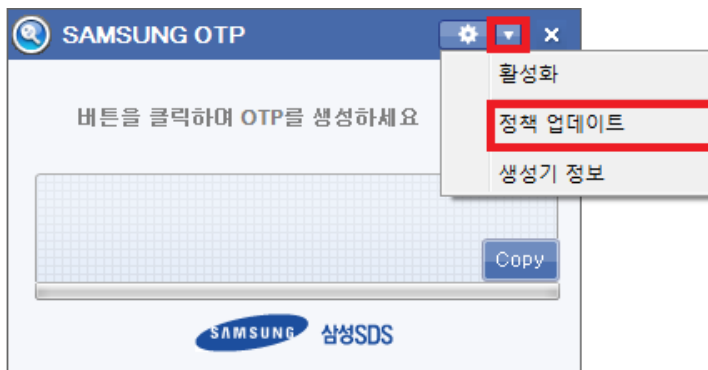 SAMSUNG OTP
활성화
버튼을 클릭하며 OTP를 생성하세요
정책 업데이트
생성기 정보
Copy
SAMSUNG 삼성SDS